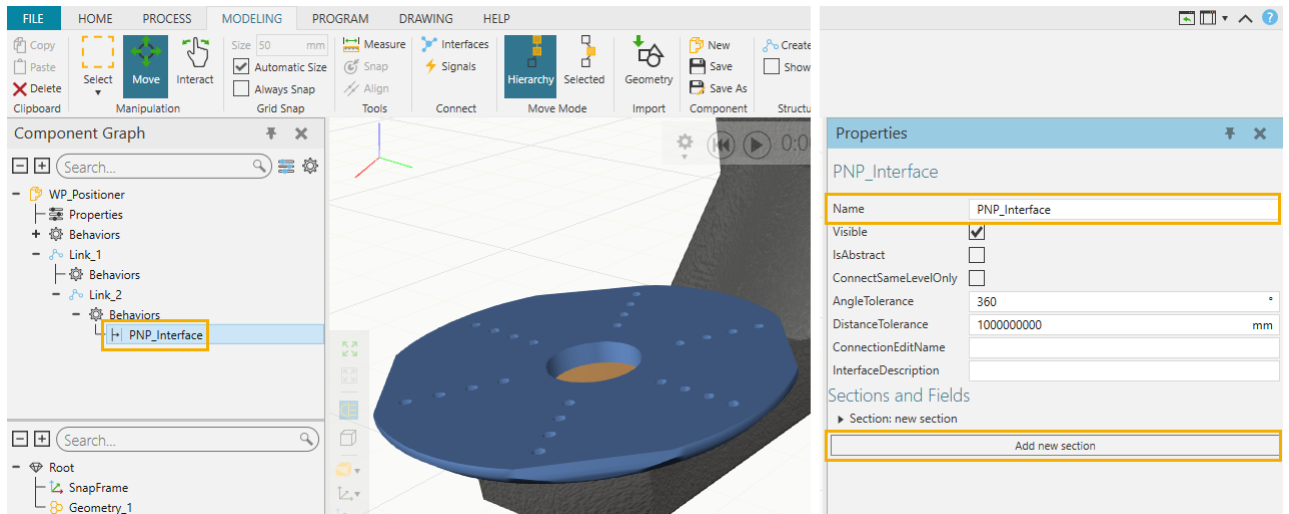 FILE HOME PROCESS MODELING PROGRAM DRAWING HELP
Copy
Paste
Delete
Clipboard
Select
Move
Interact
Manipulation
Size 50 mm
Automatic Size
Always Snap
Grid Snap
Measure
Snap
Align
Tools
Interfaces
Signals
Connect
Hierarchy
Selected
Move Mode
Geometry
Import
New
Save
Save As
Component
Create
Show
Structu
Component Graph
Search...
WP_Positioner
Properties
Behaviors
Link_1
Behaviors
Link_2
Behaviors
PNP_Interface
Search...
Root
SnapFrame
Geometry_1
0:0
Properties
PNP_Interface
Name PNP_Interface
Visible
IsAbstract
ConnectSameLevelOnly
AngleTolerance 360 °
DistanceTolerance 1000000000 mm
ConnectionEditName
InterfaceDescription
Sections and Fields
Section: new section
Add new section